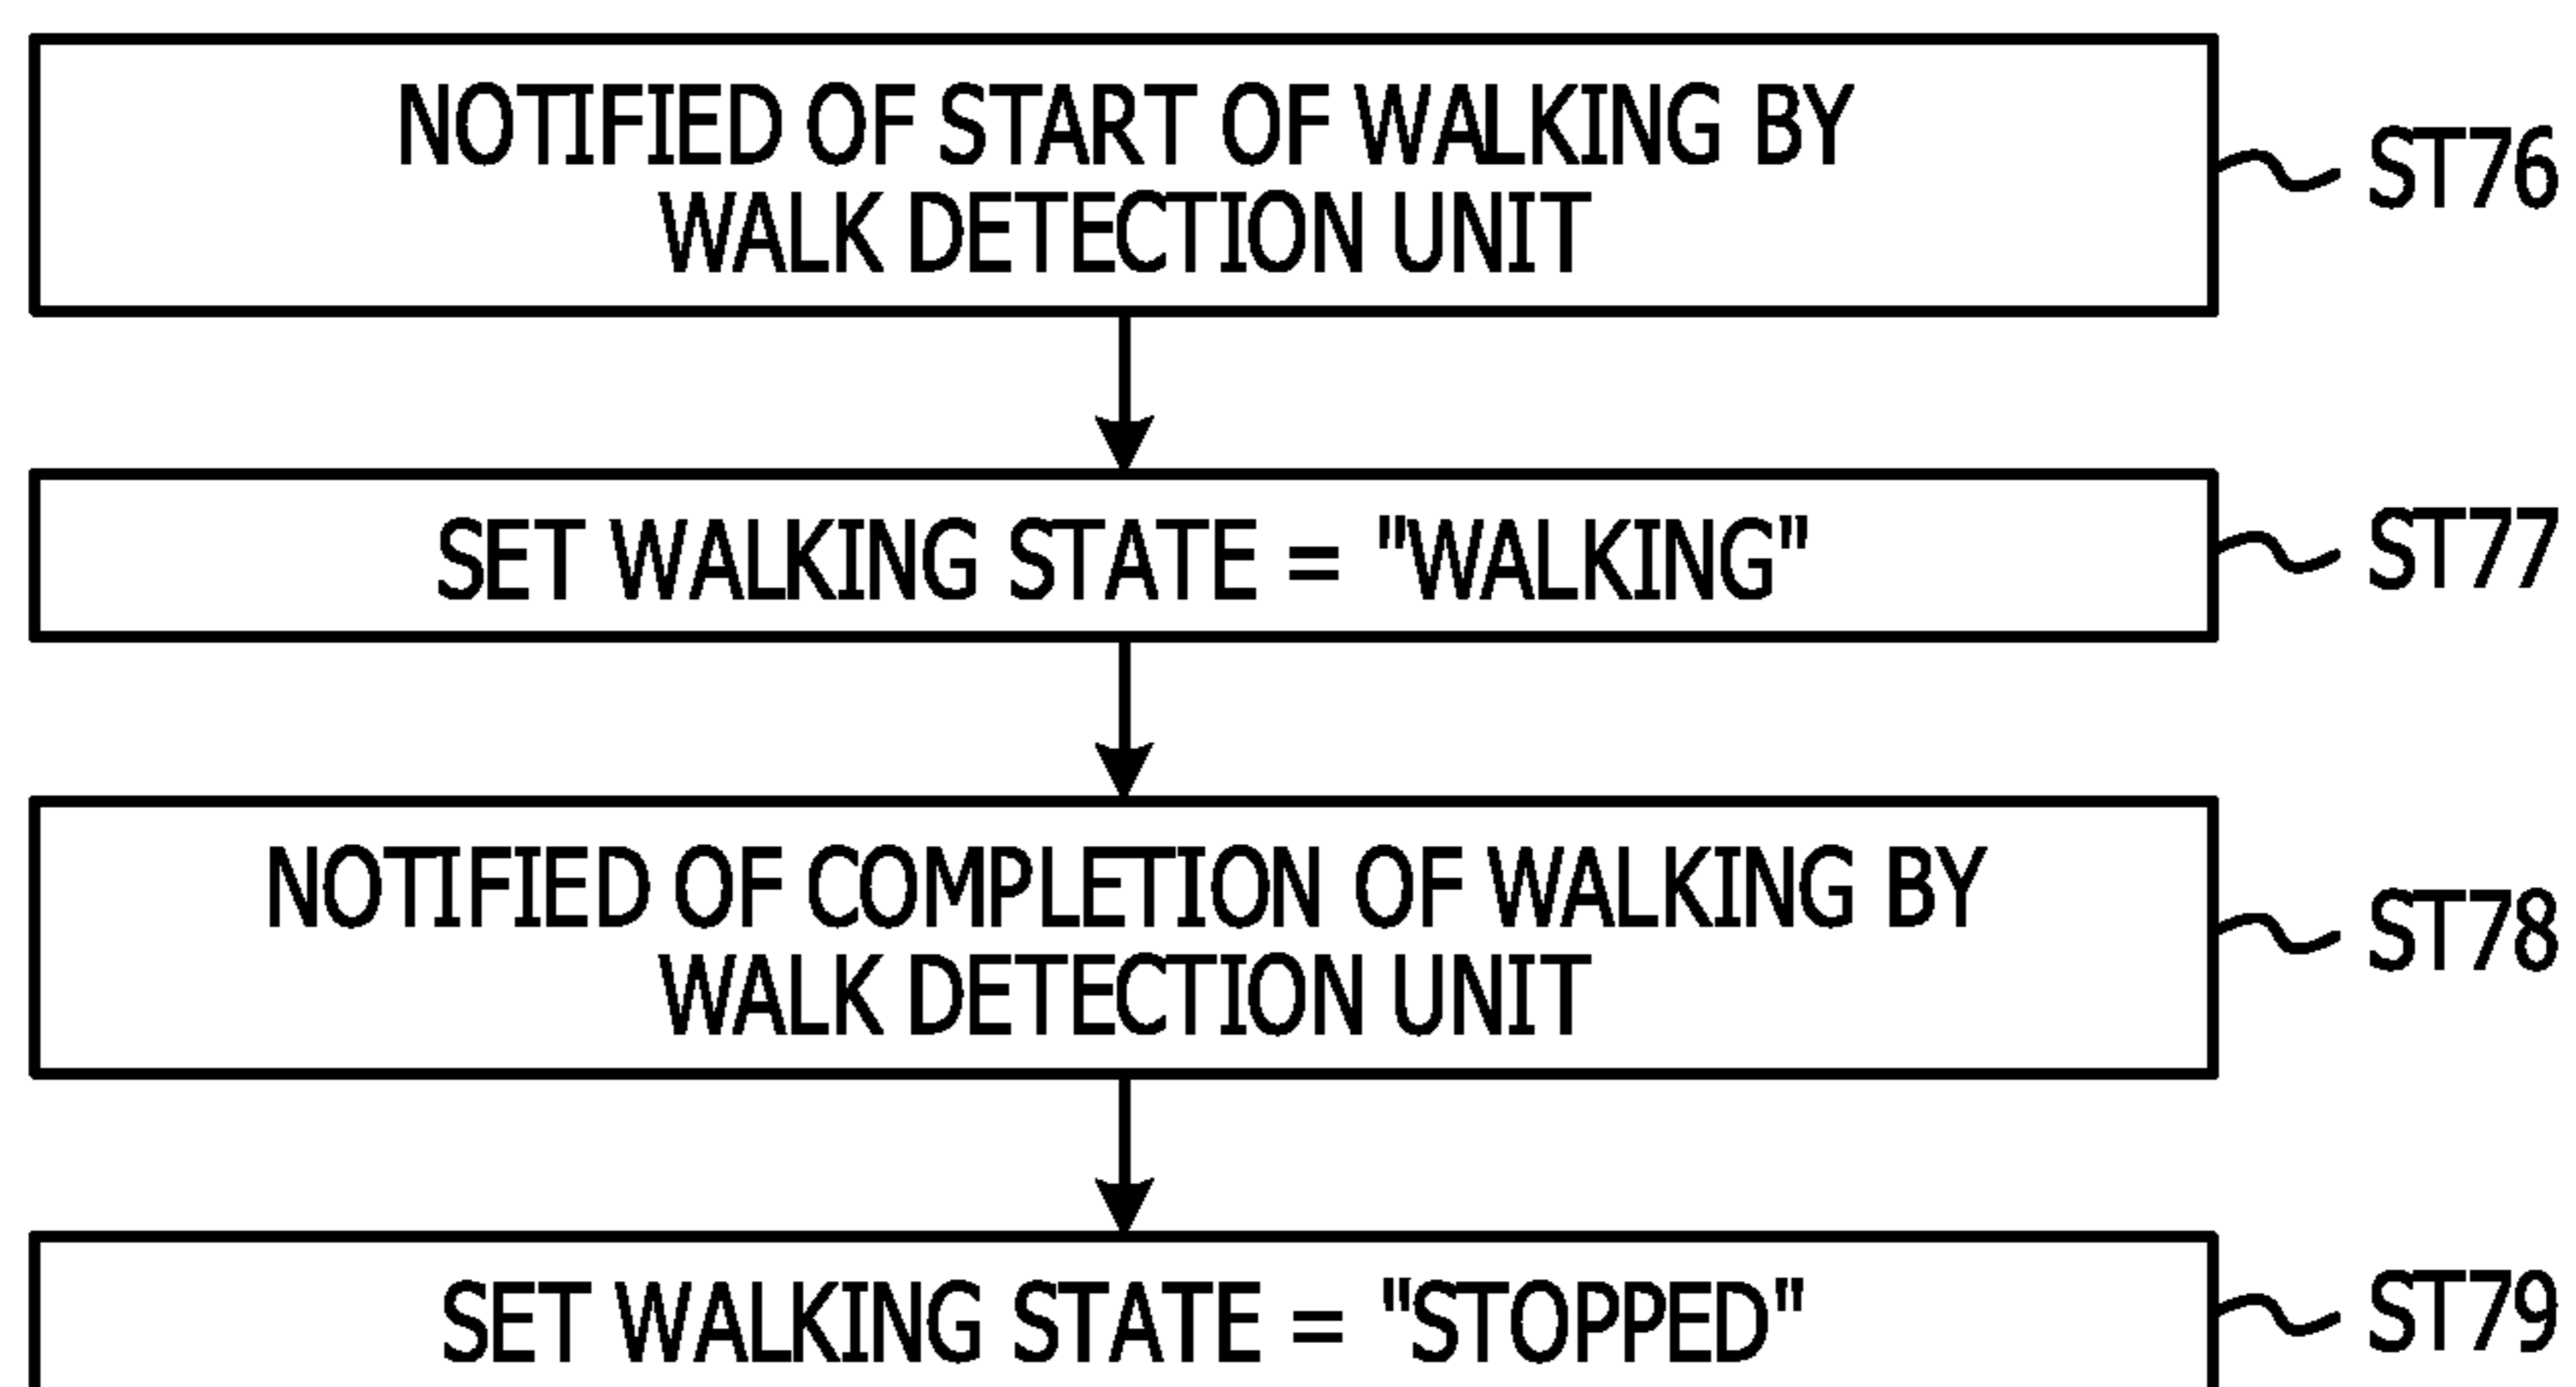 NOTIFIED OF START OF WALKING BY
WALK DETECTION UNIT
ST76
SET WALKING STATE = "WALKING"
ST77
NOTIFIED OF COMPLETION OF WALKING BY
WALK DETECTION UNIT
ST78
SET WALKING STATE = "STOPPED"
ST79